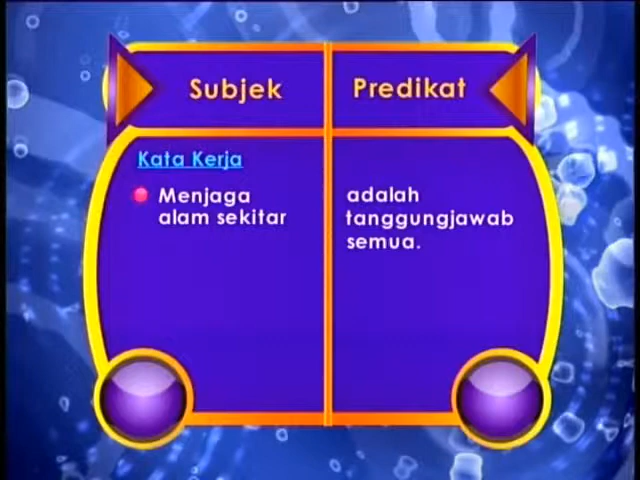 Subjek
Predikat
Kata Kerja
Menjaga
alam sekitar
adalah
tanggungjawab
semua.